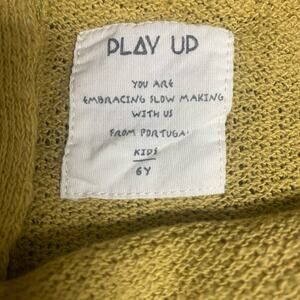 PLAY UP
YOU ARE
EMBRACING SLOW MAKING
WITH US
FROM PORTUGAL
KIDS
6Y